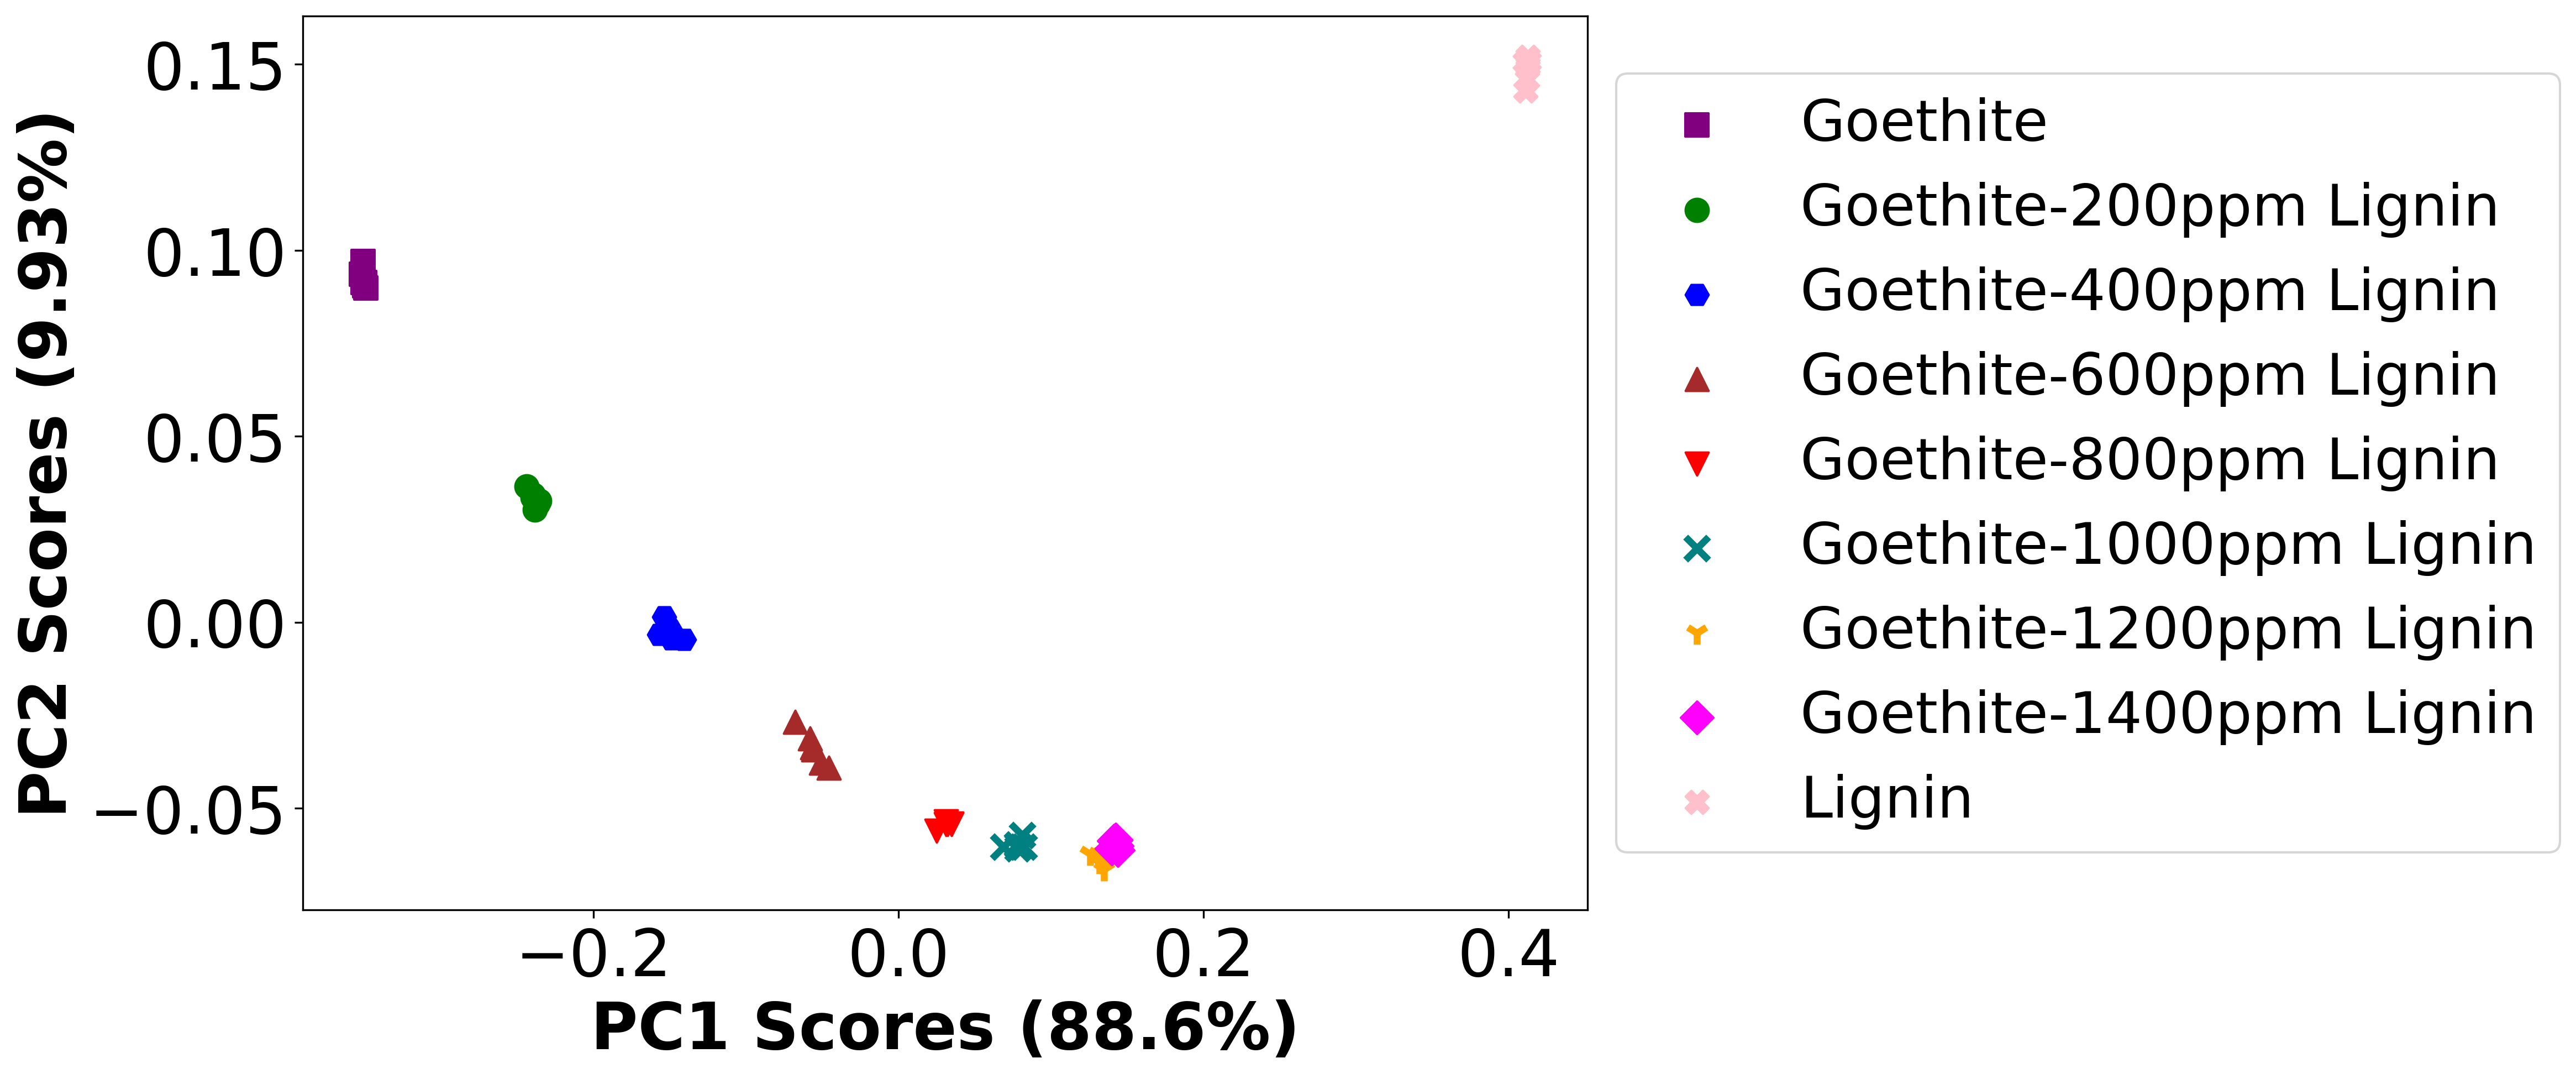 PC2 Scores (9.93%)
0.15
0.10
0.05
0.00
−0.05
−0.2
0.0
0.2
0.4
PC1 Scores (88.6%)
Goethite
Goethite-200ppm Lignin
Goethite-400ppm Lignin
Goethite-600ppm Lignin
Goethite-800ppm Lignin
Goethite-1000ppm Lignin
Goethite-1200ppm Lignin
Goethite-1400ppm Lignin
Lignin